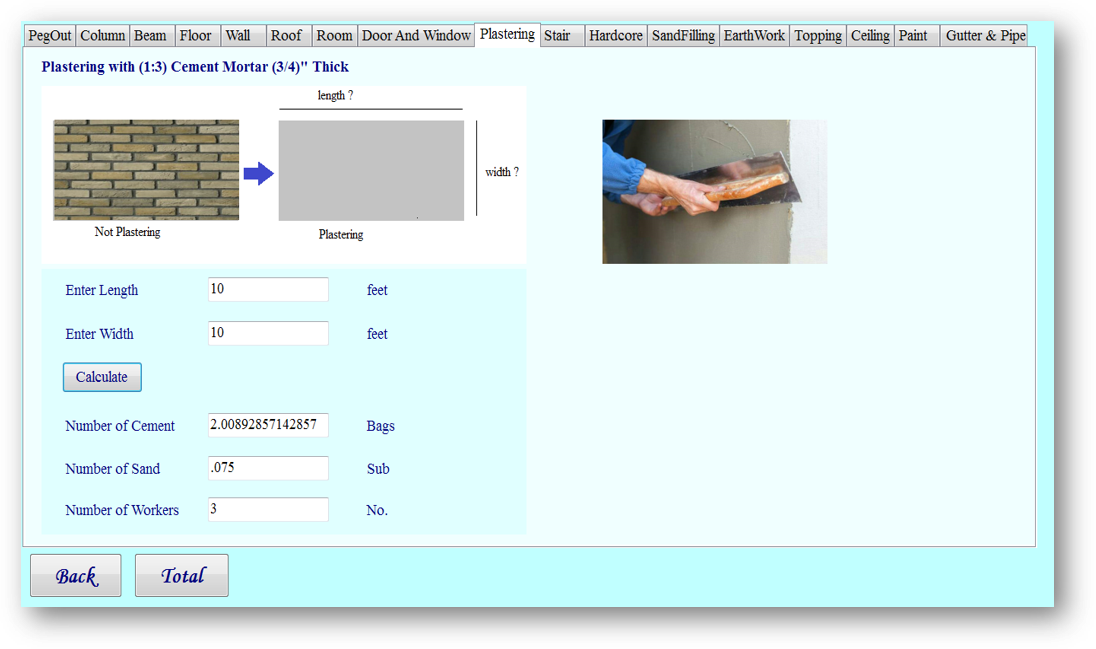 PegOut Column Beam Floor Wall Roof Room Door And Window Plastering Stair Hardcore SandFilling EarthWork Topping Ceiling Paint Gutter & Pipe
Plastering with (1:3) Cement Mortar (3/4)" Thick
length ?
width ?
Not Plastering
Plastering
Enter Length 10 feet
Enter Width 10 feet
Calculate
Number of Cement 2.00892857142857 Bags
Number of Sand .075 Sub
Number of Workers 3 No.
Back Total